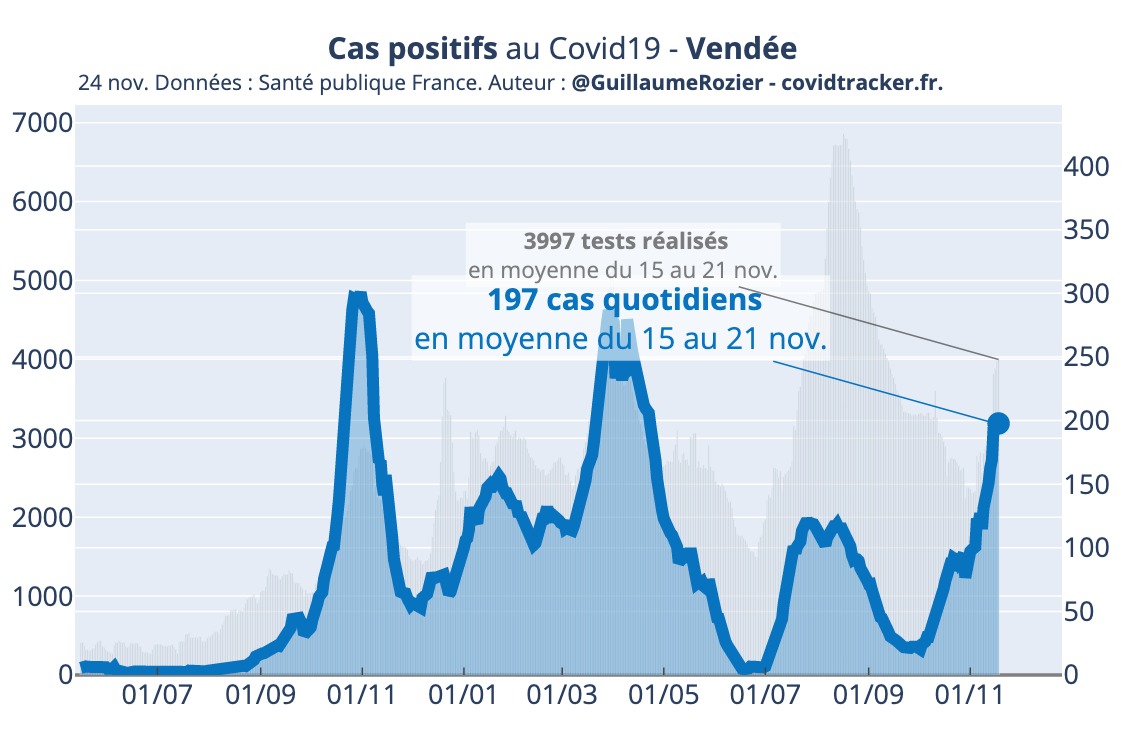 Cas positifs au Covid19 - Vendée
24 nov. Données : Santé publique France. Auteur : @GuillaumeRozier - covidtracker.fr.
7000
6000
5000
4000
3000
2000
1000
0
400
350
300
250
200
150
100
50
0
3997 tests réalisés
en moyenne du 15 au 21 nov.
197 cas quotidiens
en moyenne du 15 au 21 nov.
01/07 01/09 01/11 01/01 01/03 01/05 01/07 01/09 01/11